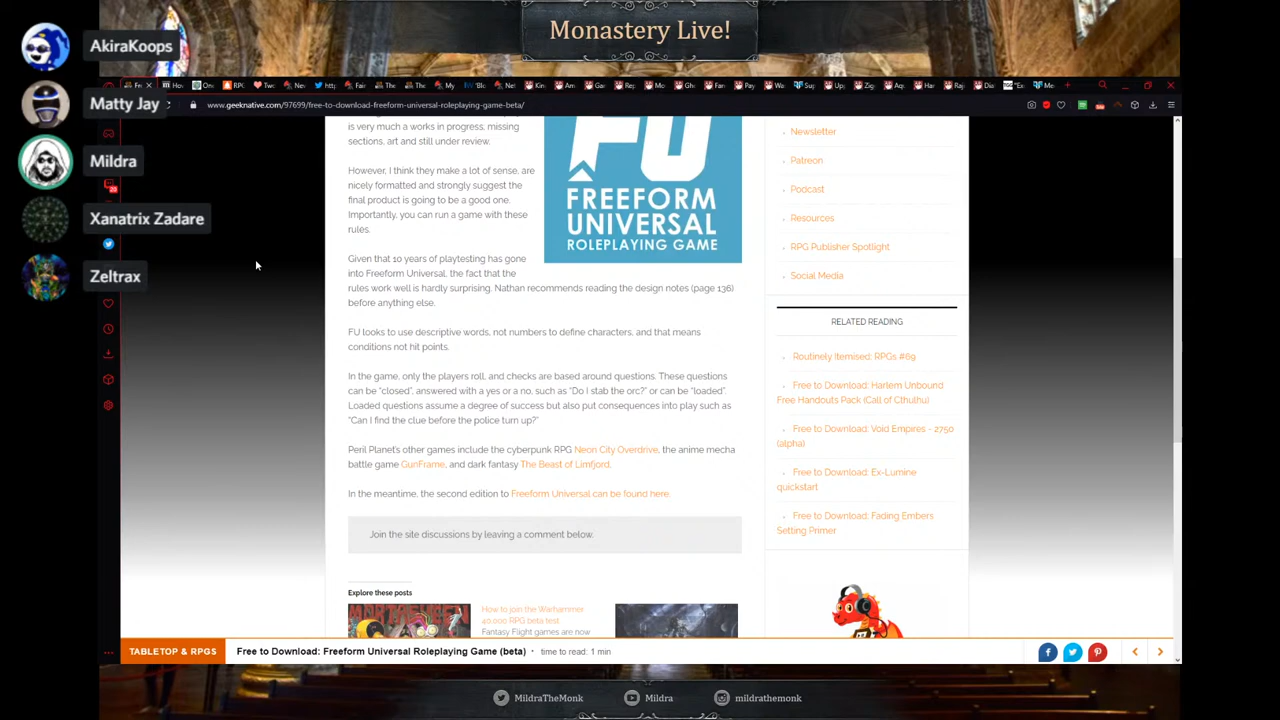 Monastery Live!
AkiraKoops
Matty Jay
Mildra
Xanatrix Zadare
Zeltrax
www.geeknative.com/97699/free-to-download-freeform-universal-roleplaying-game-beta/
is very much a works in progress, missing
sections, art and still under review.
However, I think they make a lot of sense, are
nicely formatted and strongly suggest the
final product is going to be a good one.
Importantly, you can run a game with these
rules.
Given that 10 years of playtesting has gone
into Freeform Universal, the fact that the
rules work well is hardly surprising. Nathan recommends reading the design notes (page 136)
before anything else.
FU looks to use descriptive words, not numbers to define characters, and that means
conditions not hit points.
In the game, only the players roll, and checks are based around questions. These questions
can be “closed”, answered with a yes or a no, such as “Do I stab the orc?” or can be “loaded”.
Loaded questions assume a degree of success but also put consequences into play such as
“Can I find the clue before the police turn up?”
Peril Planet's other games include the cyberpunk RPG Neon City Overdrive, the anime mecha
battle game GunFrame, and dark fantasy The Beast of Limfjord.
In the meantime, the second edition to Freeform Universal can be found here.
Join the site discussions by leaving a comment below.
Explore these posts
How to join the Wrath
40,000 RPG beta test
Fantasy Flight games are now
FU
FREEFORM
UNIVERSAL
ROLEPLAYING GAME
Newsletter
Patreon
Podcast
Resources
RPG Publisher Spotlight
Social Media
RELATED READING
Routinely Itemised: RPGs #69
Free to Download: Harlem Unbound
Free Handouts Pack (Call of Cthulhu)
Free to Download: Void Empires - 2750
(alpha)
Free to Download: Ex-Lumine
quickstart
Free to Download: Fading Embers
Setting Primer
TABLETOP & RPGS
Free to Download: Freeform Universal Roleplaying Game (beta)
time to read: 1 min
MildraTheMonk
Mildra
mildrathemonk